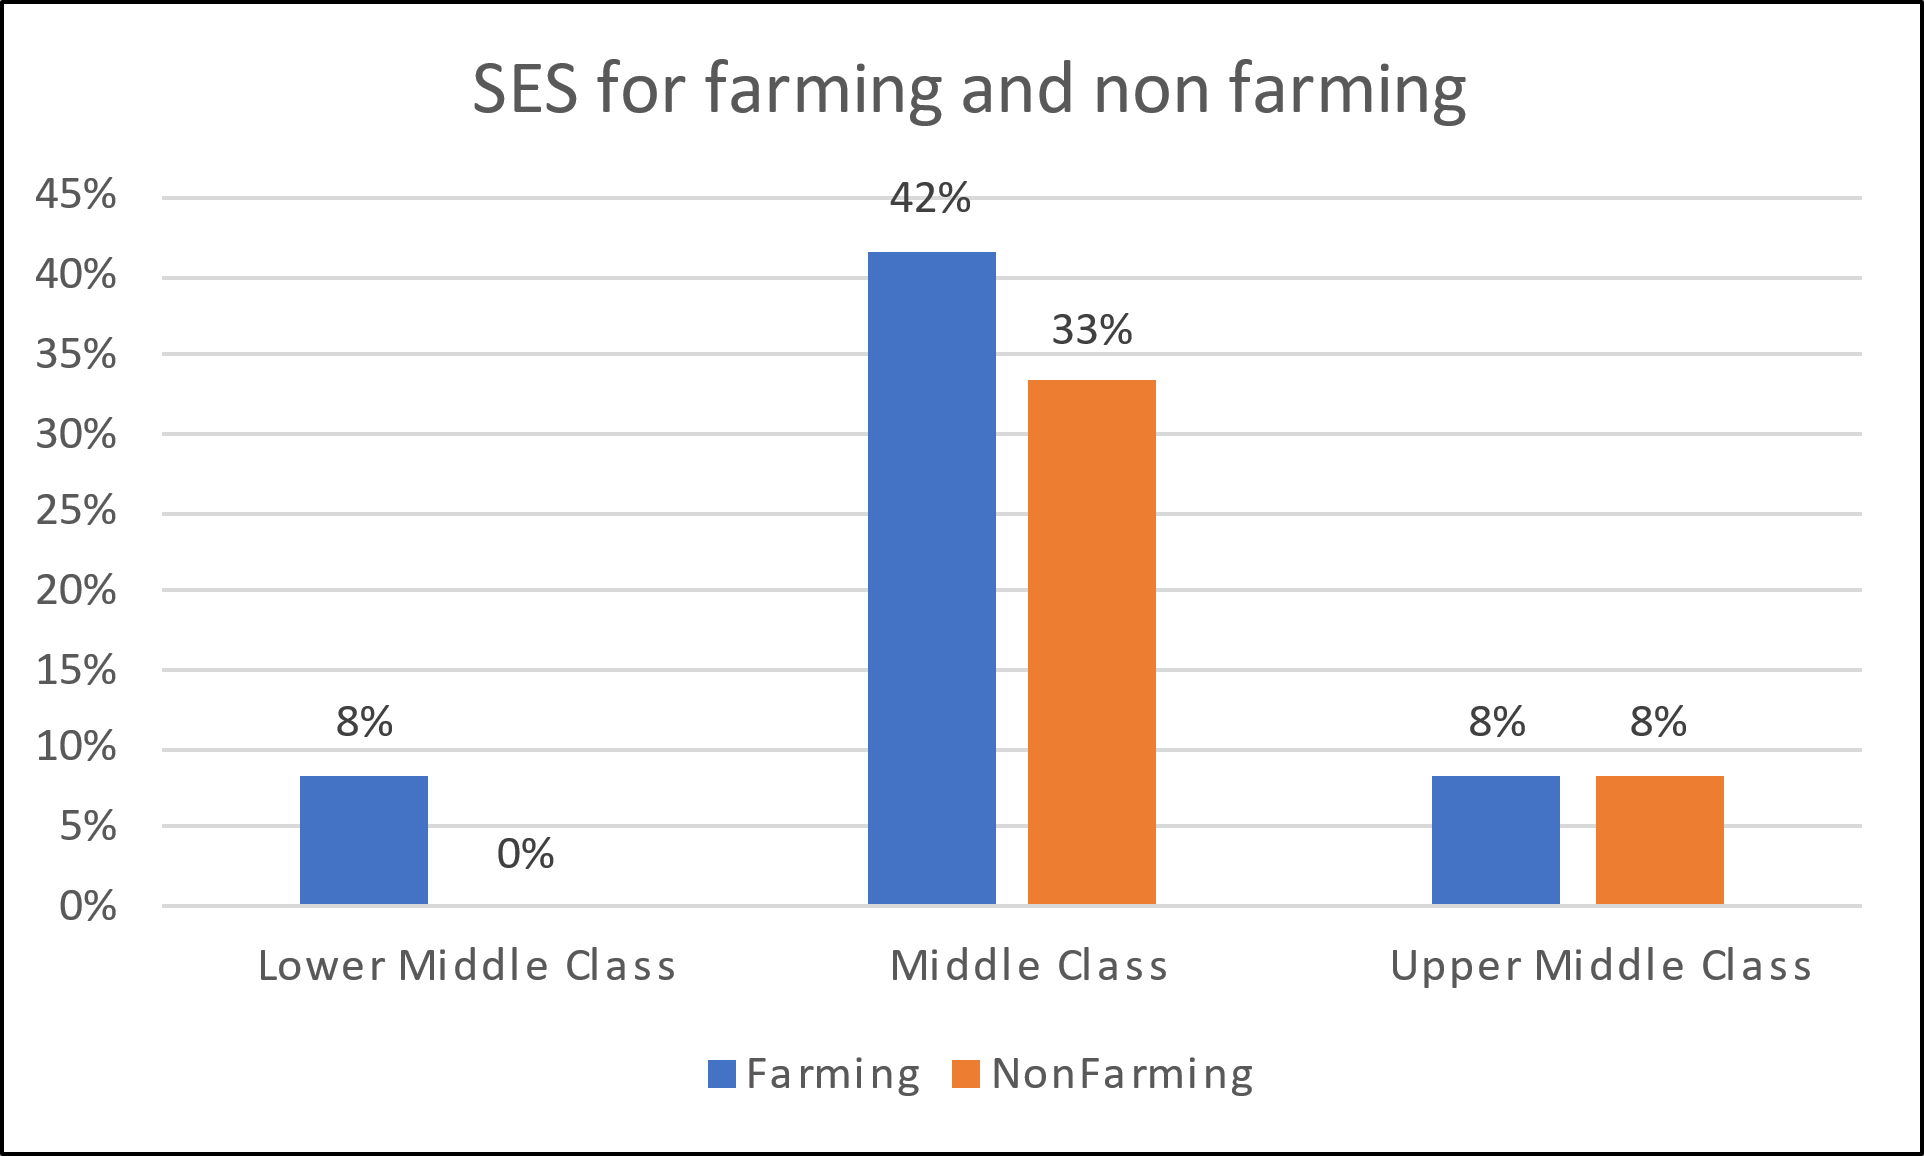 SES for farming and non farming
45%
40%
35%
30%
25%
20%
15%
10%
5%
0%
42%
33%
8%
0%
8%
8%
Lower Middle Class
Middle Class
Upper Middle Class
Farming
NonFarming